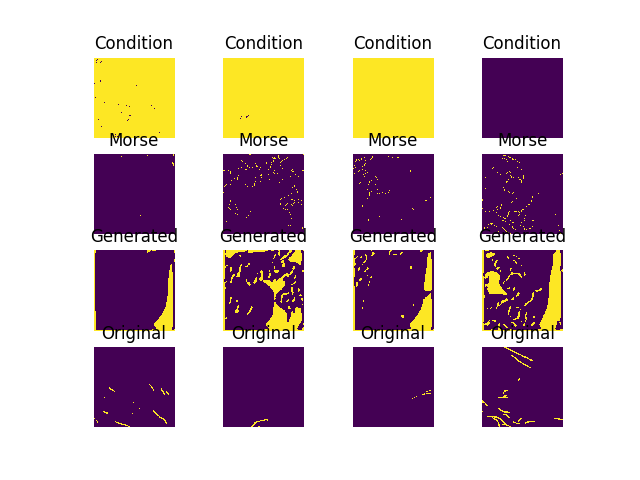 Condition Condition Condition Condition
Morse Morse Morse Morse
Generated Generated Generated Generated
Original Original Original Original